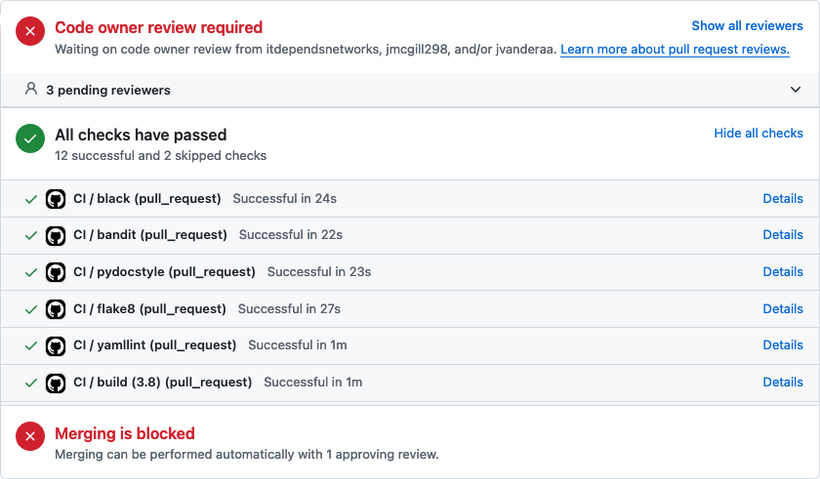 Code owner review required
Show all reviewers
Waiting on code owner review from itdependsnetworks, jmcgill298, and/or jvanderaa. Learn more about pull request reviews.
3 pending reviewers
All checks have passed
Hide all checks
12 successful and 2 skipped checks
CI / black (pull_request) Successful in 24s Details
CI / bandit (pull_request) Successful in 22s Details
CI / pydocstyle (pull_request) Successful in 23s Details
CI / flake8 (pull_request) Successful in 27s Details
CI / yamllint (pull_request) Successful in 1m Details
CI / build (3.8) (pull_request) Successful in 1m Details
Merging is blocked
Merging can be performed automatically with 1 approving review.